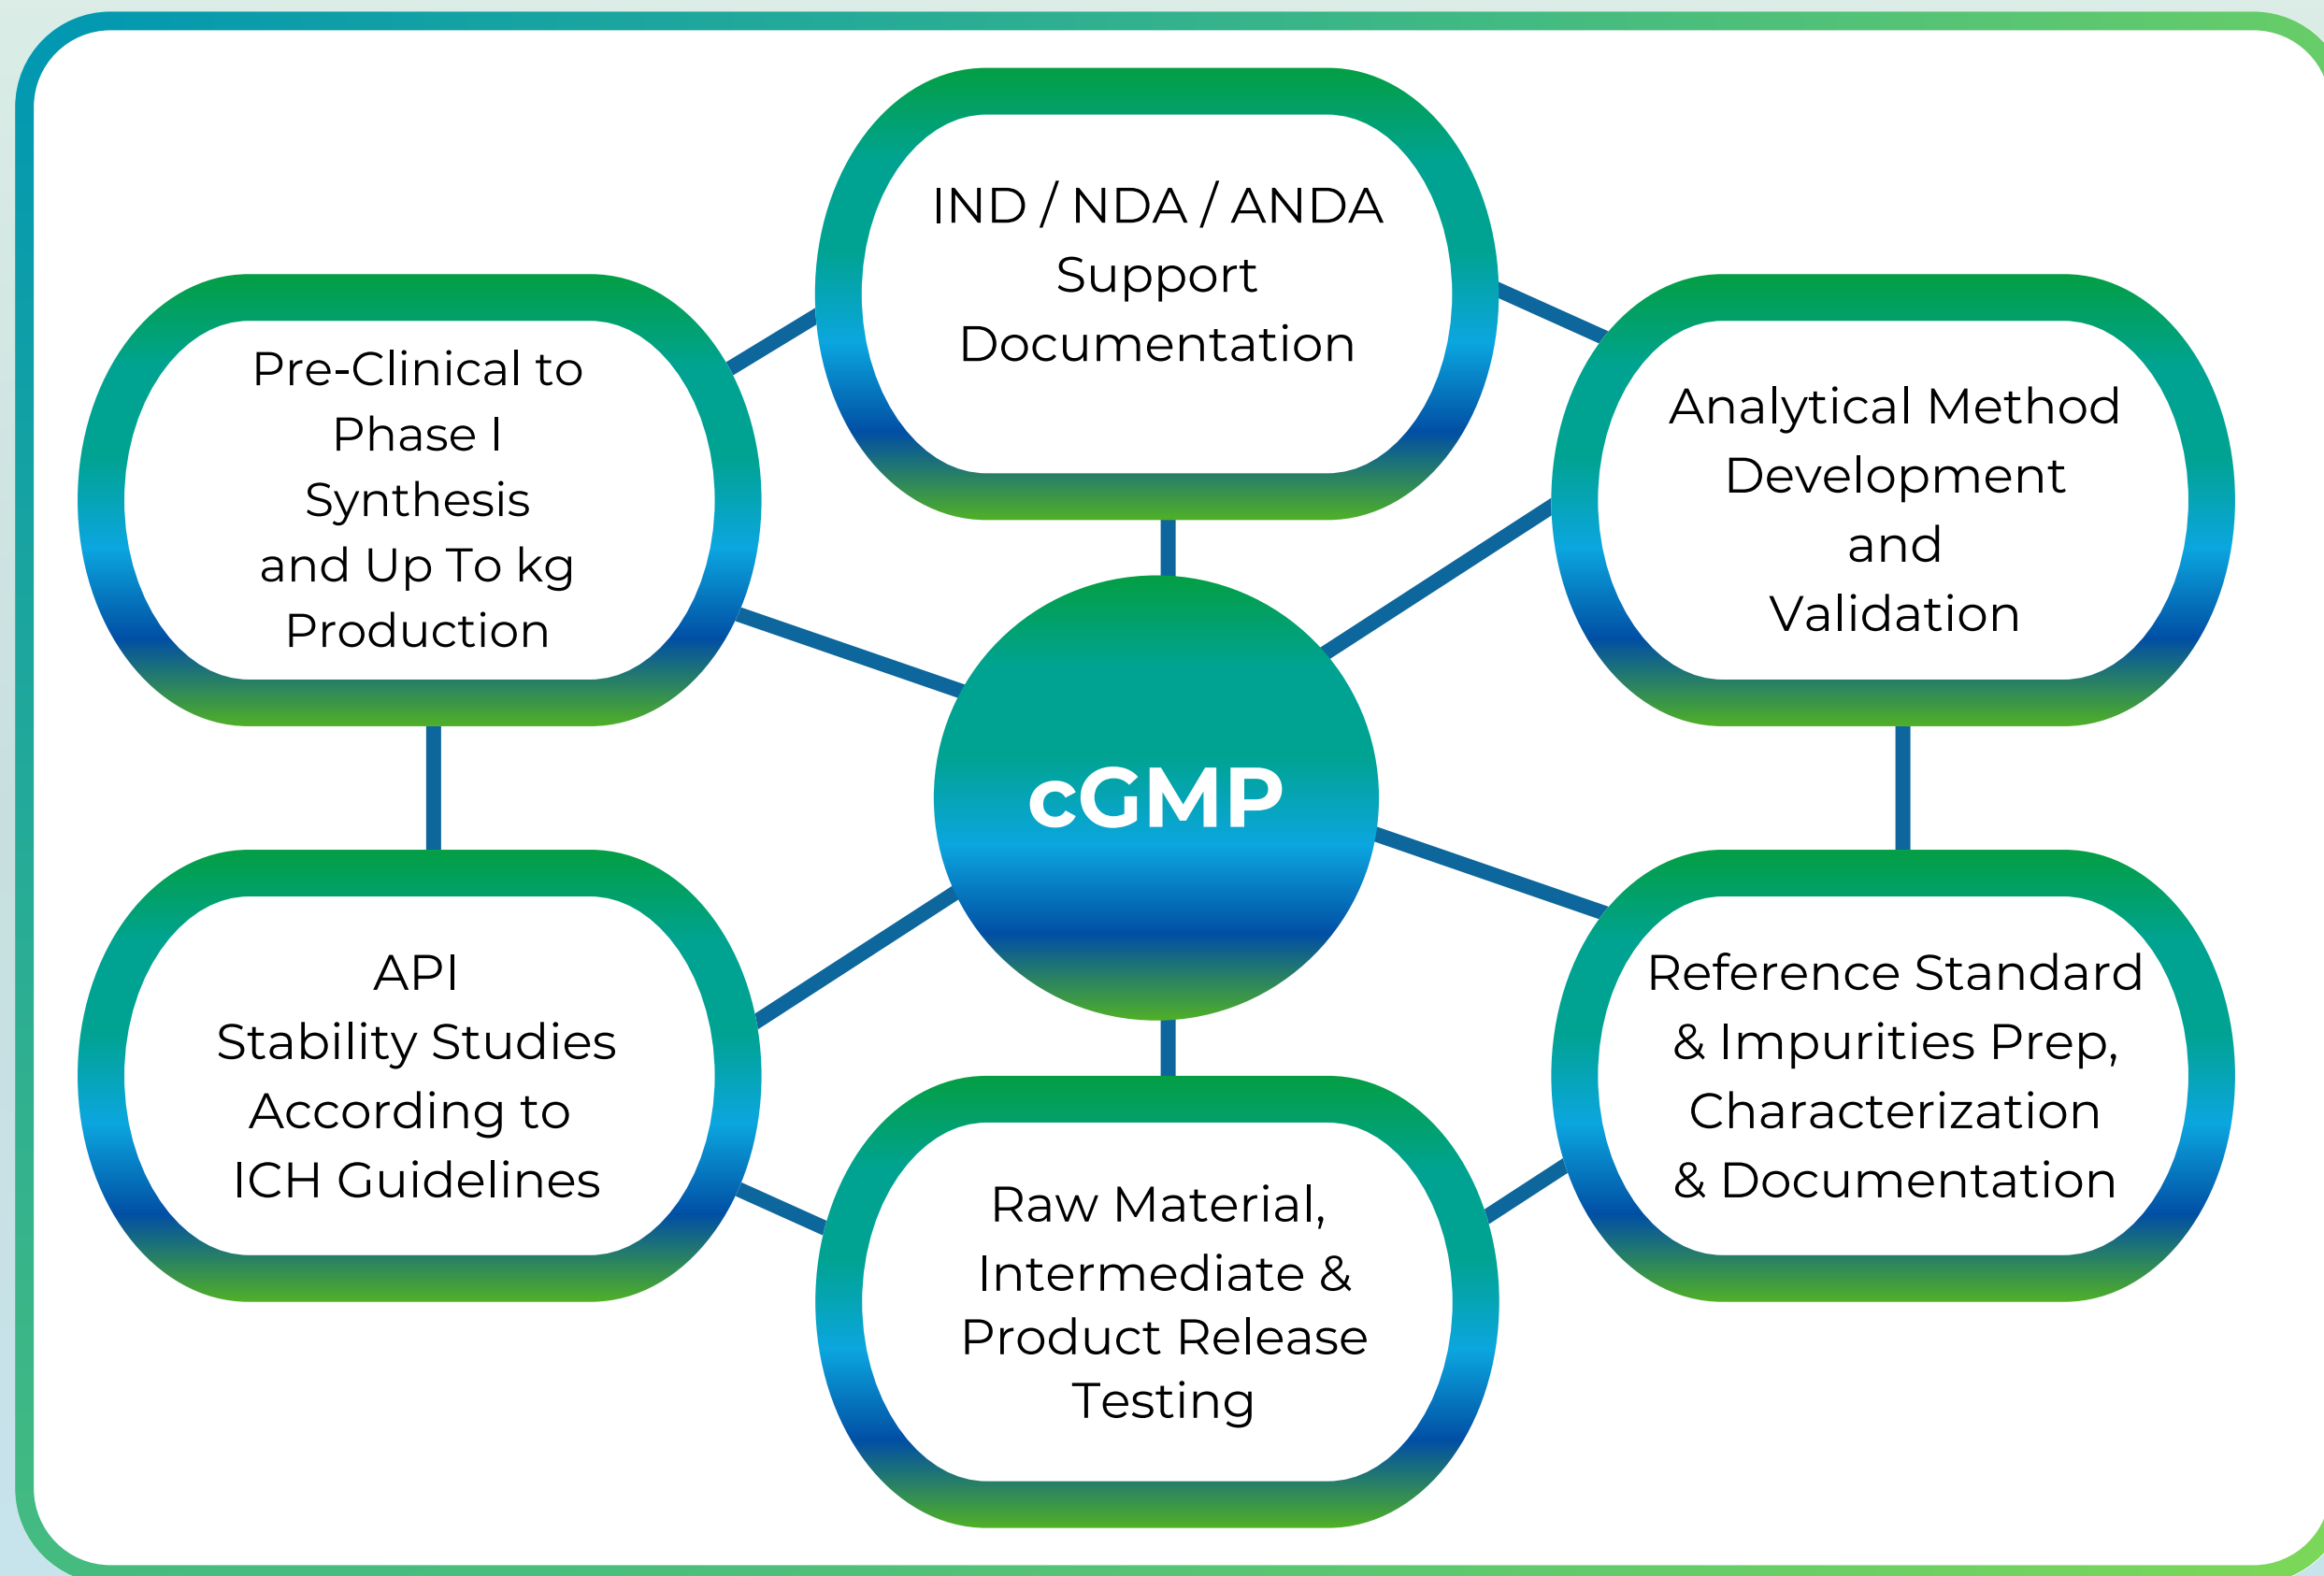 IND / NDA / ANDA
Support
Documentation
Pre-Clinical to
Phase I
Synthesis
and Up To kg
Production
Analytical Method
Development
and
Validation
cGMP
API
Stability Studies
According to
ICH Guidelines
Reference Standard
& Impurities Prep,
Characterization
& Documentation
Raw Material,
Intermediate &
Product Release
Testing